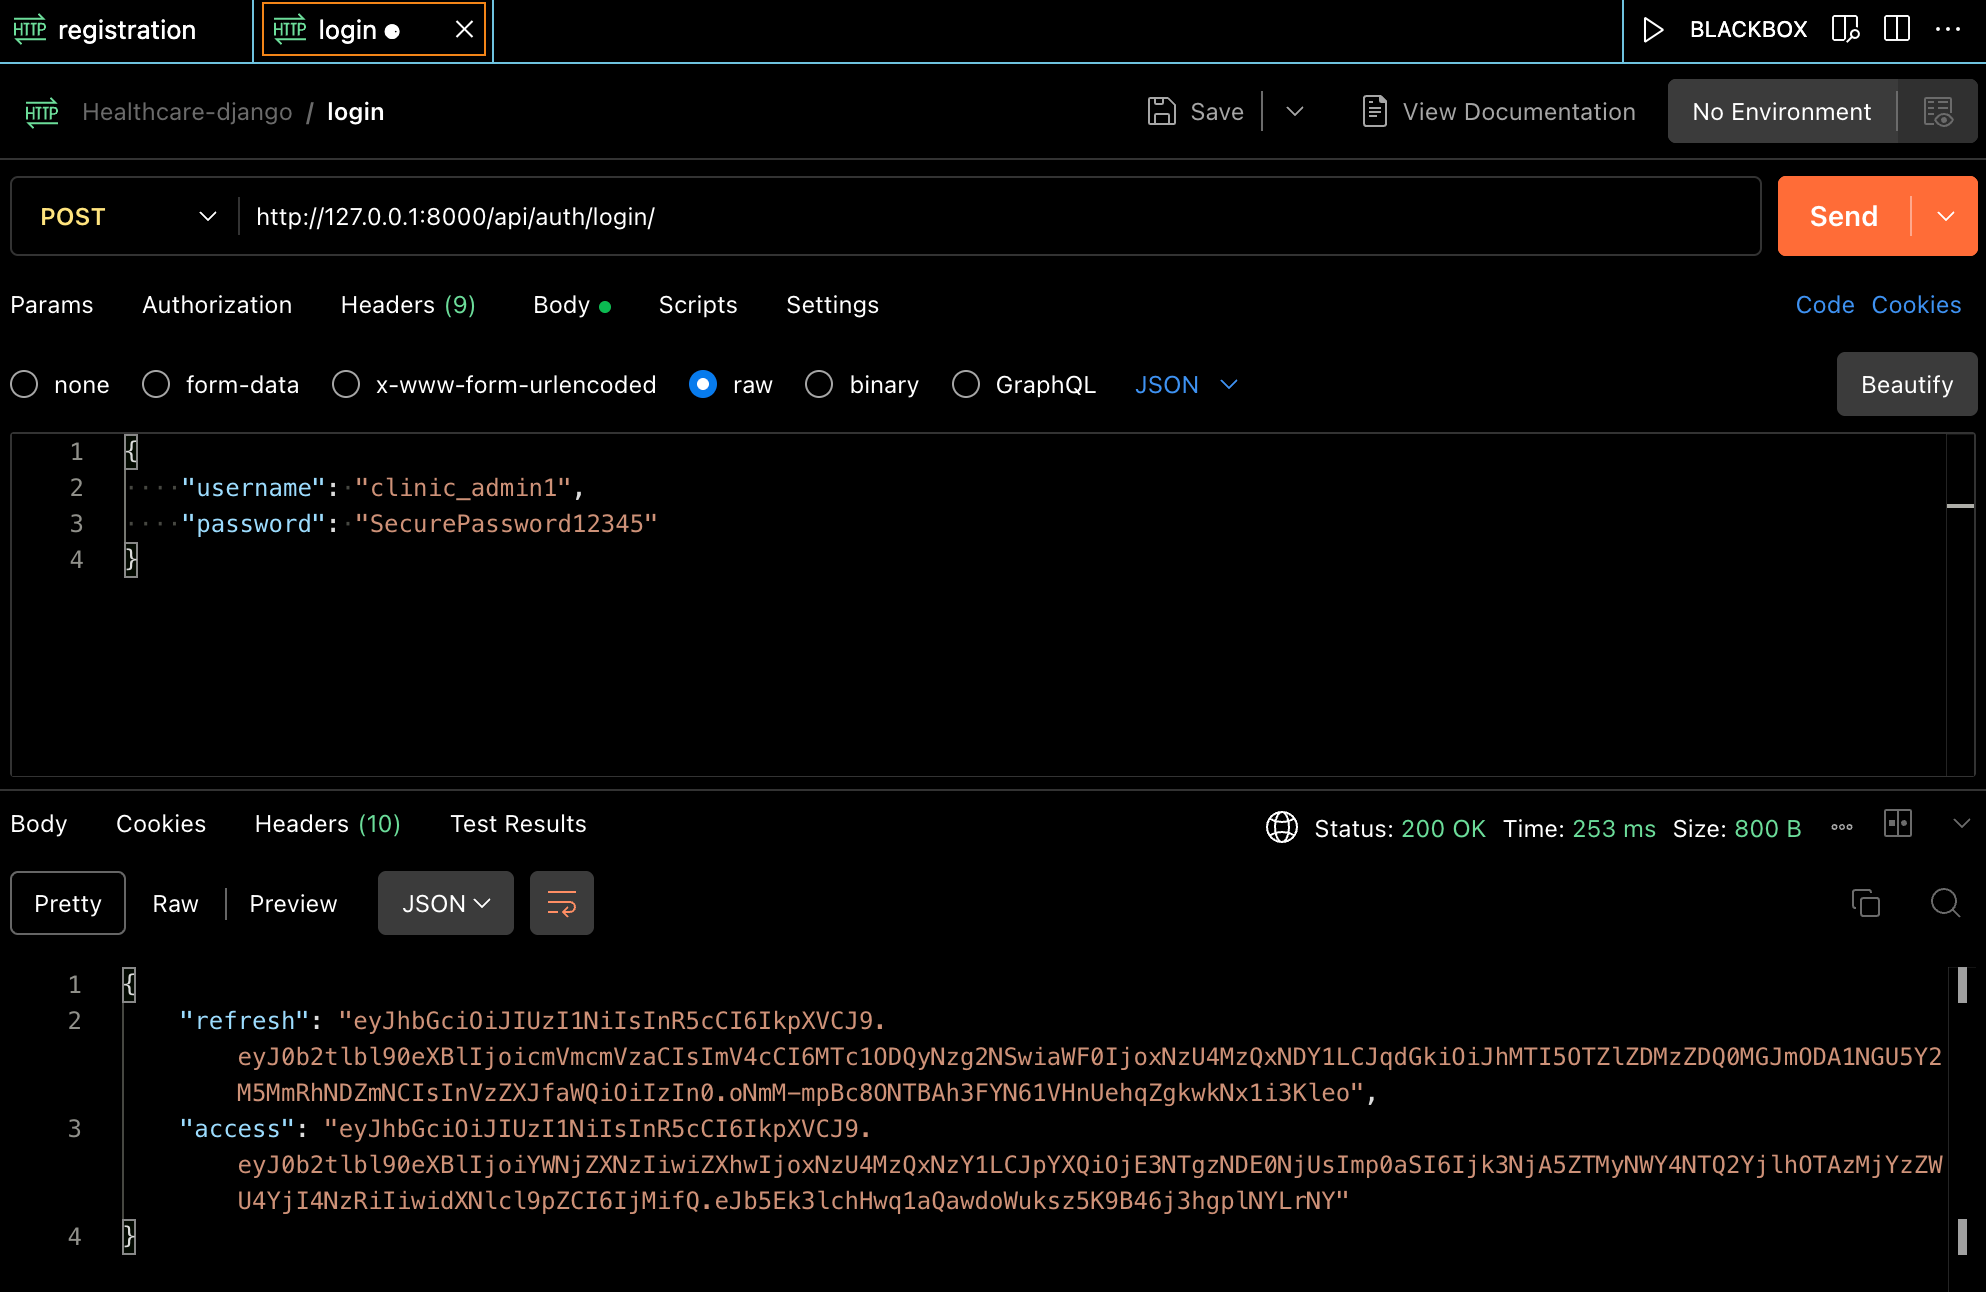 HTTP registration HTTP login BLACKBOX
HTTP Healthcare-django / login Save View Documentation No Environment
POST http://127.0.0.1:8000/api/auth/login/ Send
Params Authorization Headers (9) Body Scripts Settings Code Cookies
none form-data x-www-form-urlencoded raw binary GraphQL JSON Beautify
1 {
2 "username": "clinic_admin1",
3 "password": "SecurePassword12345"
4 }
Body Cookies Headers (10) Test Results Status: 200 OK Time: 253 ms Size: 800 B
Pretty Raw Preview JSON
1 {
2 "refresh": "eyJhbGciOiJIUzI1NiIsInR5cCI6IkpXVCJ9.
eyJ0b2tlbl90eXBlIjoicmVmcmVzaCIsImV4cCI6MTc1ODQyNzg2NSwiaWF0IjoxNzU4MzQxNDY1LCJqdGkiOiJhMTI5OTZlZDMzZDQ0MGJmODA1NGU5Y2
M5MmRhNDZmNCIsInVzZXJfaWQiOiIzIn0.oNmM-mpBc8ONTBAh3FYN61VHnUehqZgkwkNx1i3Kleo",
3 "access": "eyJhbGciOiJIUzI1NiIsInR5cCI6IkpXVCJ9.
eyJ0b2tlbl90eXBlIjoiYWNjZXNzIiwiZXhwIjoxNzU4MzQxNzY1LCJpYXQiOjE3NTgzNDE0NjUsImp0aSI6Ijk3NjA5ZTMyNWY4NTQ2YjlhOTAzMjYzZW
U4YjI4NzRiIiwidXNlcl9pZCI6IjMifQ.eJb5Ek3lchHwq1aQawdoWuksz5K9B46j3hgplNYLrNY"
4 }